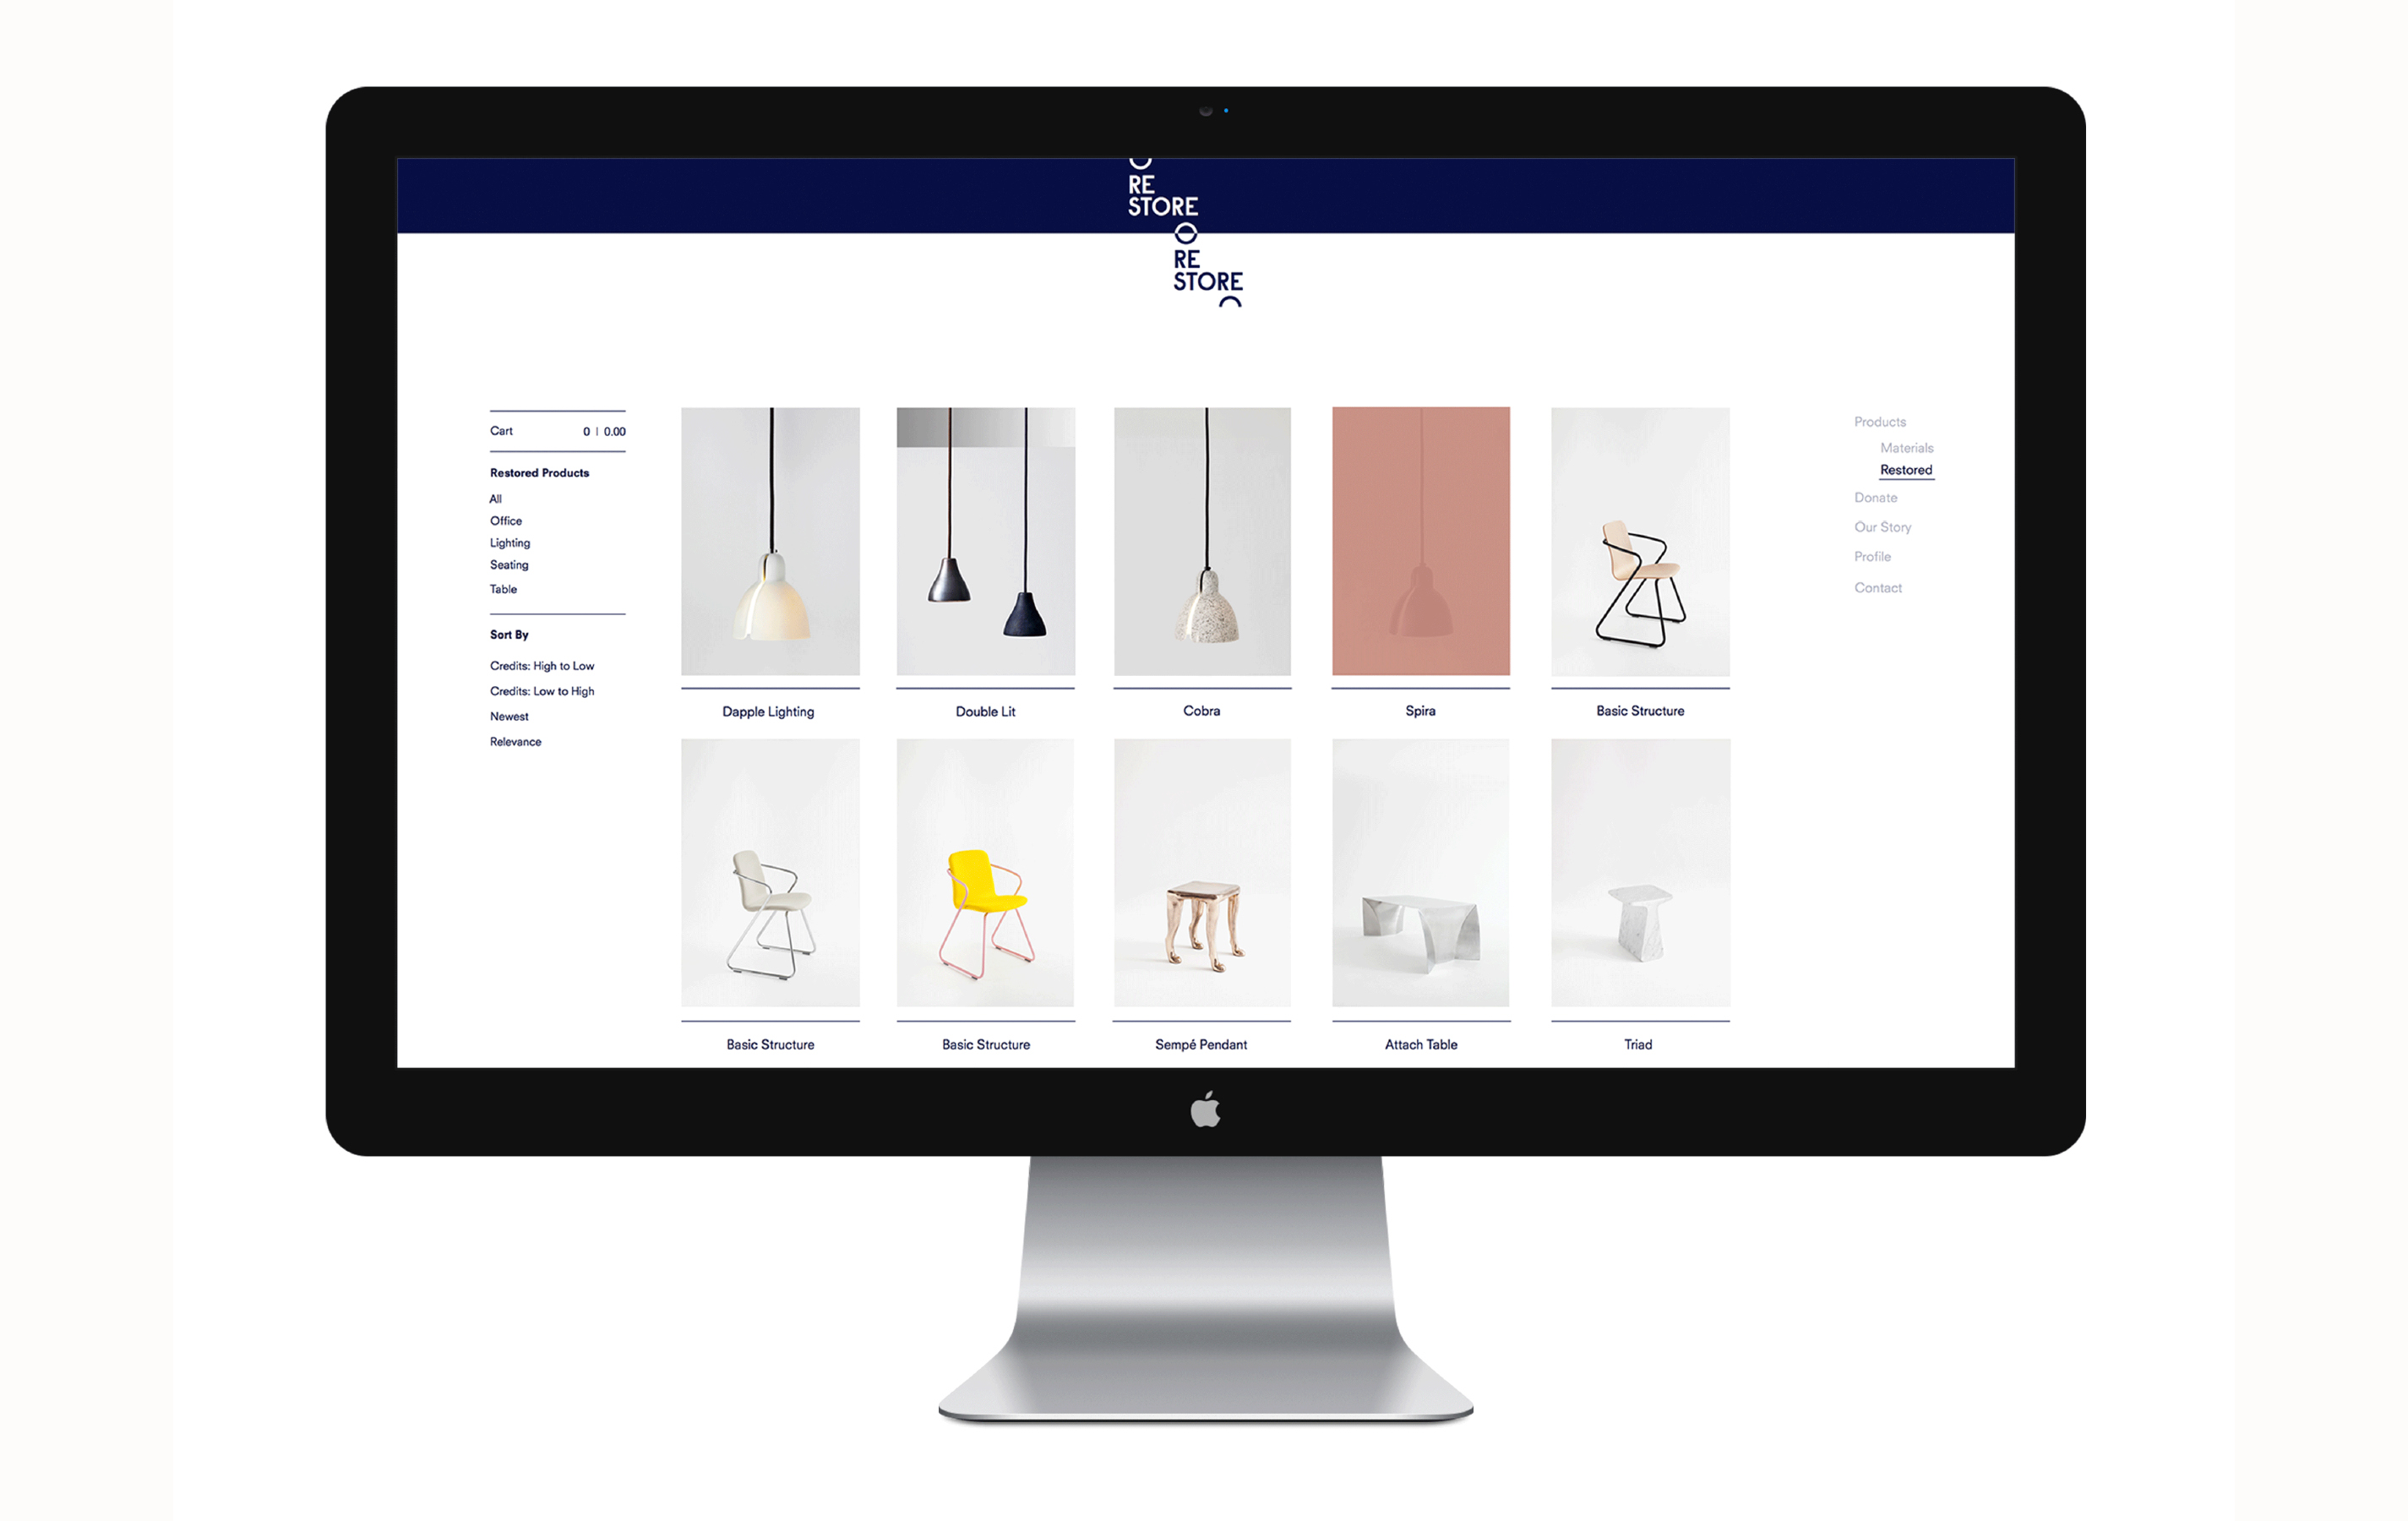 RE
STORE
RE
STORE
Cart 0 | 0.00
Restored Products
All
Office
Lighting
Seating
Table
Sort By
Credits: High to Low
Credits: Low to High
Newest
Relevance
Dapple Lighting
Double Lit
Cobra
Spira
Basic Structure
Basic Structure
Basic Structure
Sempé Pendant
Attach Table
Triad
Products
Materials
Restored
Donate
Our Story
Profile
Contact